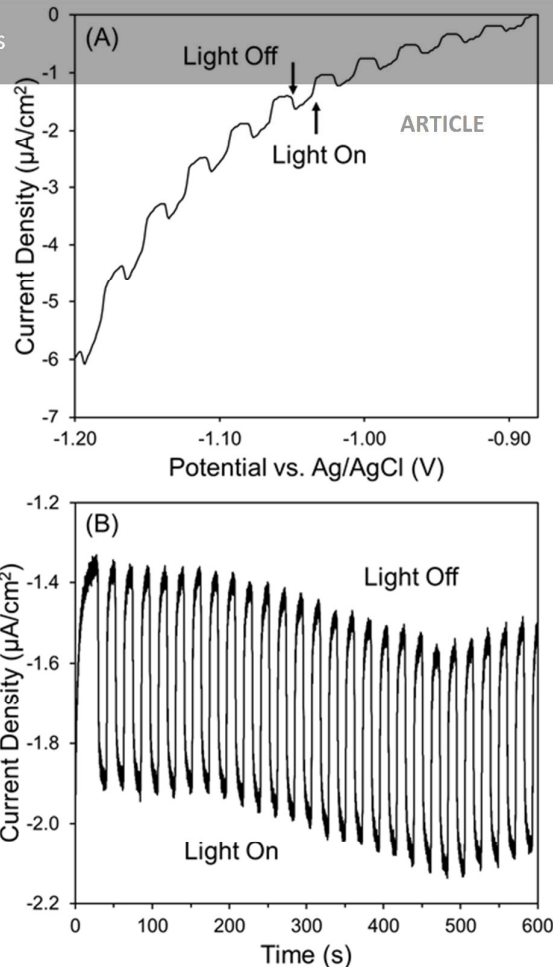 s
0
(A)
Light Off
-1
ARTICLE
Light On
-2
-3
-4
-5
-6
-7
Current Density (µA/cm²)
-1.20
-1.10
-1.00
-0.90
Potential vs. Ag/AgCl (V)
-1.2
(B)
Light Off
-1.4
-1.6
-1.8
-2.0
Light On
-2.2
Current Density (µA/cm²)
0
100
200
300
400
500
600
Time (s)